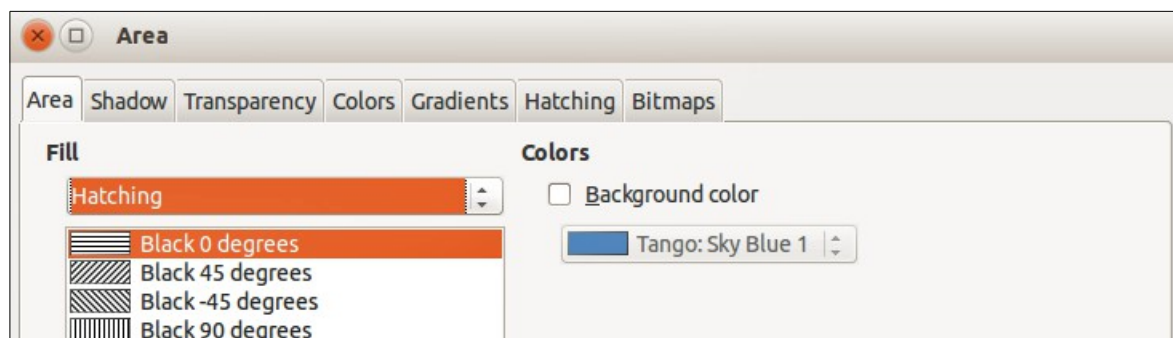 Area
Area Shadow Transparency Colors Gradients Hatching Bitmaps
Fill
Hatching
Black 0 degrees
Black 45 degrees
Black -45 degrees
Black 90 degrees
Colors
Background color
Tango: Sky Blue 1